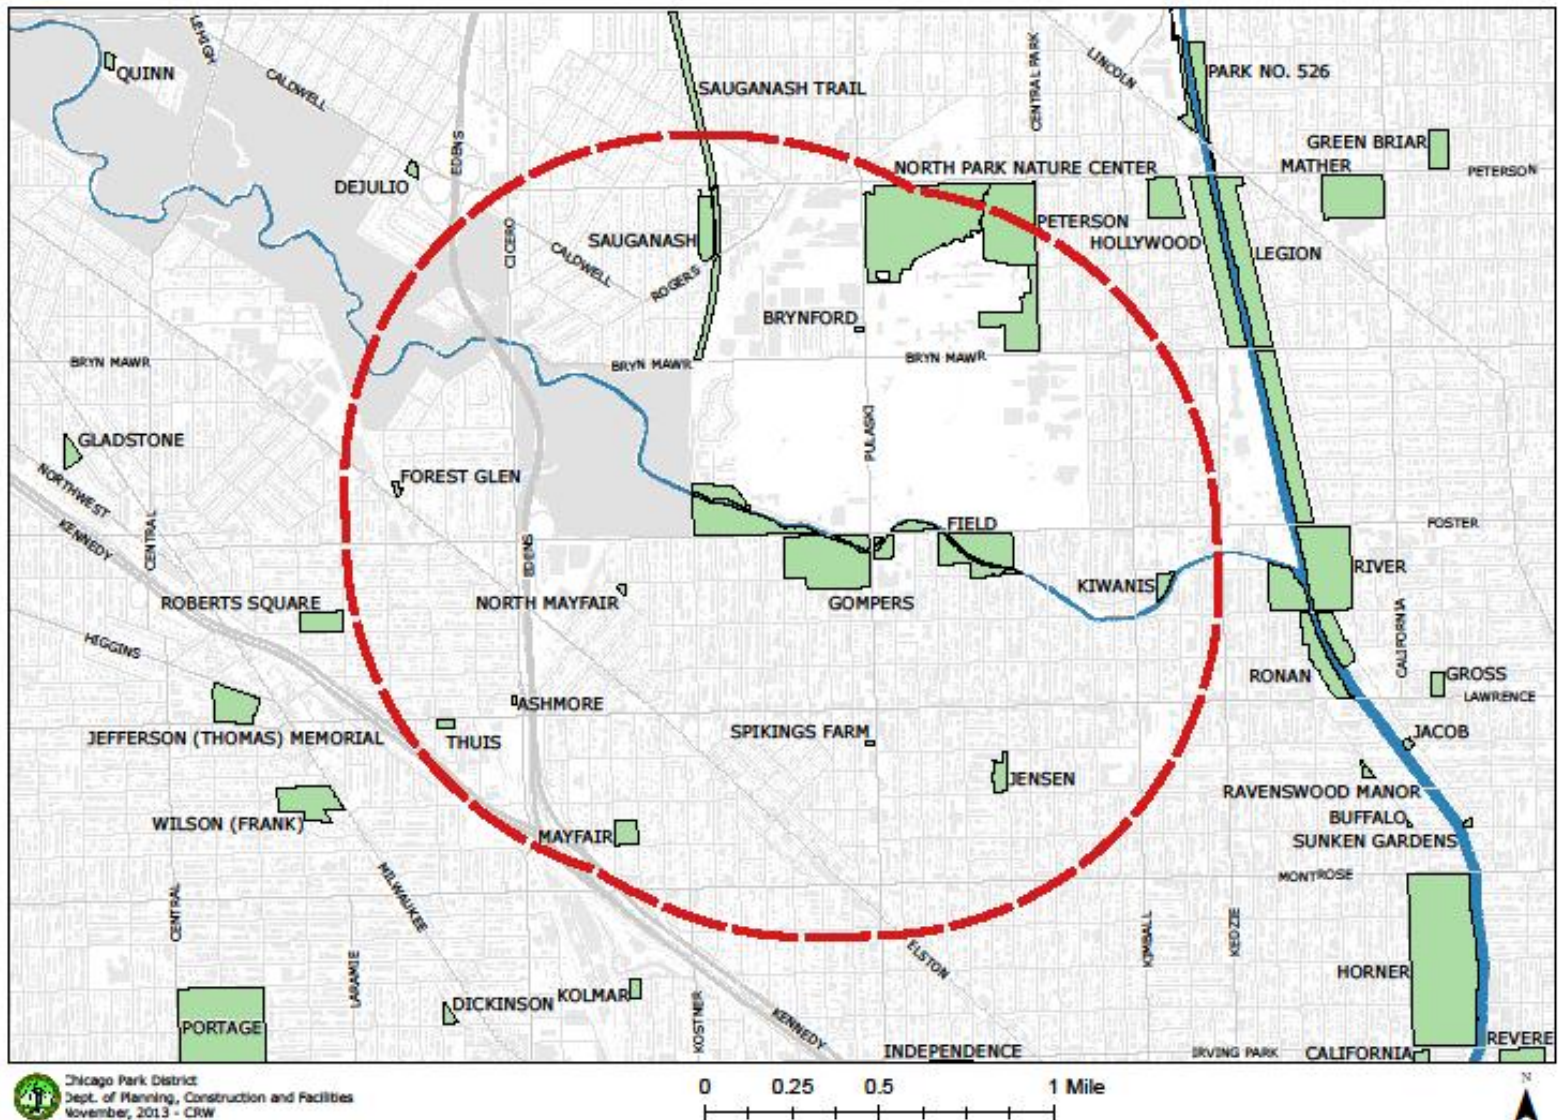 QUINN
LEHIGH
CALDWELL
EDENS
DEJULIO
SAUGANASH TRAIL
CENTRAL PARK
LINCOLN
PARK NO. 526
GREEN BRIAR
MATHER
PETERSON
NORTH PARK NATURE CENTER
PETERSON
HOLLYWOOD
LEGION
CICERO
SAUGANASH
CALDWELL
ROGERS
BRYNFORD
BRYN MAWR
BRYN MAWR
BRYN MAWR
PULASKI
GLADSTONE
NORTHWEST
KENNEDY
CENTRAL
FOREST GLEN
FIELD
FOSTER
EDENS
RIVER
KIWANIS
ROBERTS SQUARE
NORTH MAYFAIR
GOMPERS
CALIFORNIA
HIGGINS
RONAN
GROSS
LAWRENCE
ASHMORE
JEFFERSON (THOMAS) MEMORIAL
THUIS
SPIKINGS FARM
JACOB
JENSEN
RAVENSWOOD MANOR
BUFFALO
SUNKEN GARDENS
WILSON (FRANK)
MAYFAIR
MONTROSE
MILWAUKEE
CENTRAL
LARAMIE
ELSTON
KIMBALL
KEDZIE
HORNER
DICKINSON
KOLMAR
KOSTNER
KENNEDY
PORTAGE
INDEPENDENCE
IRVING PARK
CALIFORNIA
REVERE
Chicago Park District
Dept. of Planning, Construction and Facilities
November, 2013 - CRW
0 0.25 0.5 1 Mile
N